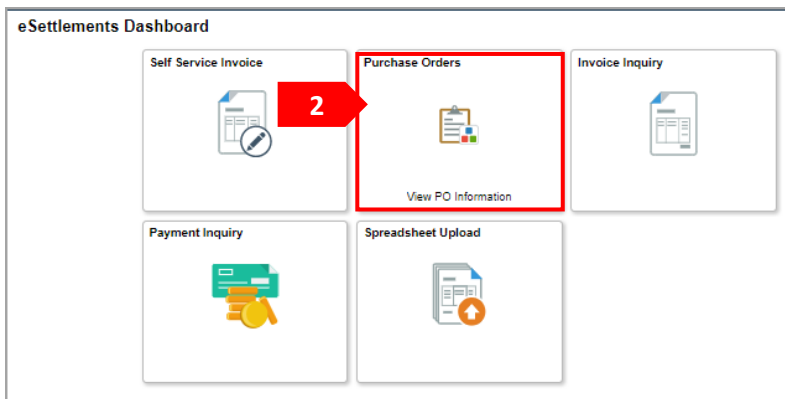 eSettlements Dashboard
Self Service Invoice
Purchase Orders
Invoice Inquiry
2
View PO Information
Payment Inquiry
Spreadsheet Upload